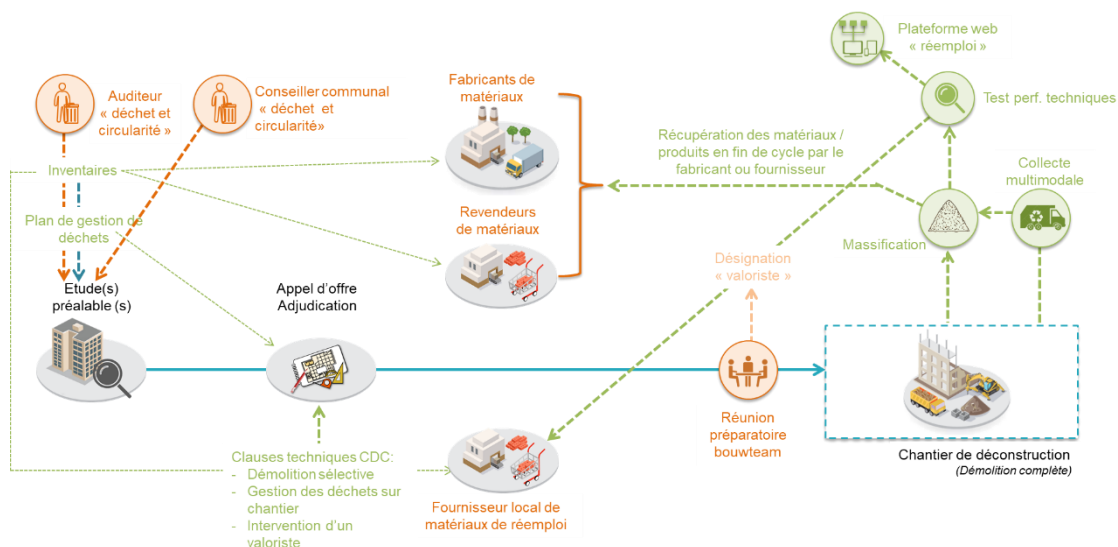 Plateforme web
« réemploi »
Auditeur
« déchet et
circularité »
Conseiller communal
« déchet et
circularité»
Fabricants de
matériaux
Test perf. techniques
Récupération des matériaux /
produits en fin de cycle par le
fabricant ou fournisseur
Collecte
multimodale
Inventaires
Plan de gestion de
déchets
Revendeurs
de matériaux
Massification
Désignation
« valoriste »
Etude(s)
préalable (s)
Appel d'offre
Adjudication
Réunion
préparatoire
bouwteam
Chantier de déconstruction
(Démolition complète)
Clauses techniques CDC:
- Démolition sélective
- Gestion des déchets sur
chantier
- Intervention d'un
valoriste
Fournisseur local de
matériaux de réemploi